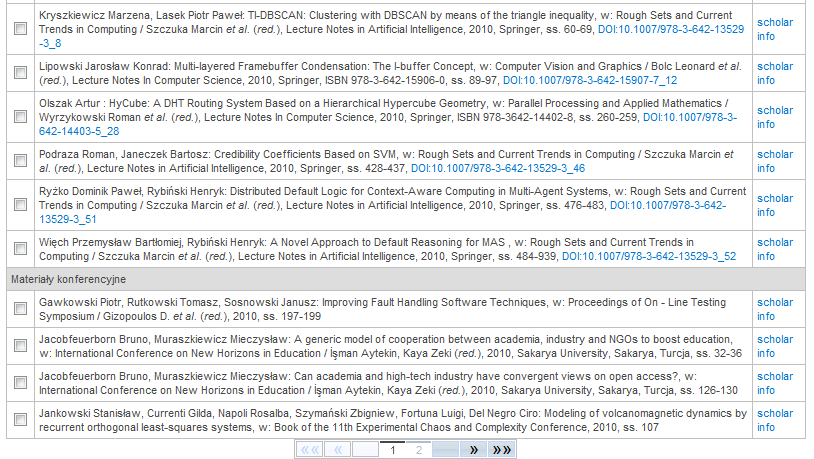 Kryszkiewicz Marzena, Lasek Piotr Paweł: TI-DBSCAN: Clustering with DBSCAN by means of the triangle inequality, w: Rough Sets and Current
Trends in Computing / Szczuka Marcin et al. (red.), Lecture Notes in Artificial Intelligence, 2010, Springer, ss. 60-69, DOI:10.1007/978-3-642-13529
-3_8
scholar
info
Lipowski Jarosław Konrad: Multi-layered Framebuffer Condensation: The l-buffer Concept, w: Computer Vision and Graphics / Bolc Leonard et al.
(red.), Lecture Notes In Computer Science, 2010, Springer, ISBN 978-3-642-15906-0, ss. 89-97, DOI:10.1007/978-3-642-15907-7_12
scholar
info
Olszak Artur : HyCube: A DHT Routing System Based on a Hierarchical Hypercube Geometry, w: Parallel Processing and Applied Mathematics /
Wyrzykowski Roman et al. (red.), Lecture Notes In Computer Science, 2010, Springer, ISBN 978-3642-14402-8, ss. 260-259, DOI:10.1007/978-3-
642-14403-5_28
scholar
info
Podraza Roman, Janeczek Bartosz: Credibility Coefficients Based on SVM, w: Rough Sets and Current Trends in Computing / Szczuka Marcin et
al. (red.), Lecture Notes in Artificial Intelligence, 2010, Springer, ss. 428-437, DOI:10.1007/978-3-642-13529-3_46
scholar
info
Ryżko Dominik Paweł, Rybiński Henryk: Distributed Default Logic for Context-Aware Computing in Multi-Agent Systems, w: Rough Sets and Current
Trends in Computing / Szczuka Marcin et al. (red.), Lecture Notes in Artificial Intelligence, 2010, Springer, ss. 476-483, DOI:10.1007/978-3-642-
13529-3_51
scholar
info
Więch Przemysław Bartłomiej, Rybiński Henryk: A Novel Approach to Default Reasoning for MAS , w: Rough Sets and Current Trends in
Computing / Szczuka Marcin et al. (red.), Lecture Notes in Artificial Intelligence, 2010, Springer, ss. 484-939, DOI:10.1007/978-3-642-13529-3_52
scholar
info
Materiały konferencyjne
Gawkowski Piotr, Rutkowski Tomasz, Sosnowski Janusz: Improving Fault Handling Software Techniques, w: Proceedings of On - Line Testing
Symposium / Gizopoulos D. et al. (red.), 2010, ss. 197-199
scholar
info
Jacobfeuerborn Bruno, Muraszkiewicz Mieczysław: A generic model of cooperation between academia, industry and NGOs to boost education,
w: International Conference on New Horizons in Education / İşman Aytekin, Kaya Zeki (red.), 2010, Sakarya University, Sakarya, Turcja, ss. 32-36
scholar
info
Jacobfeuerborn Bruno, Muraszkiewicz Mieczysław: Can academia and high-tech industry have convergent views on open access?, w:
International Conference on New Horizons in Education / İşman Aytekin, Kaya Zeki (red.), 2010, Sakarya University, Sakarya, Turcja, ss. 126-130
scholar
info
Jankowski Stanisław, Currenti Gilda, Napoli Rosalba, Szymański Zbigniew, Fortuna Luigi, Del Negro Ciro: Modeling of volcanomagnetic dynamics by
recurrent orthogonal least-squares systems, w: Book of the 11th Experimental Chaos and Complexity Conference, 2010, ss. 107
scholar
info
«« « 1 2 » »»